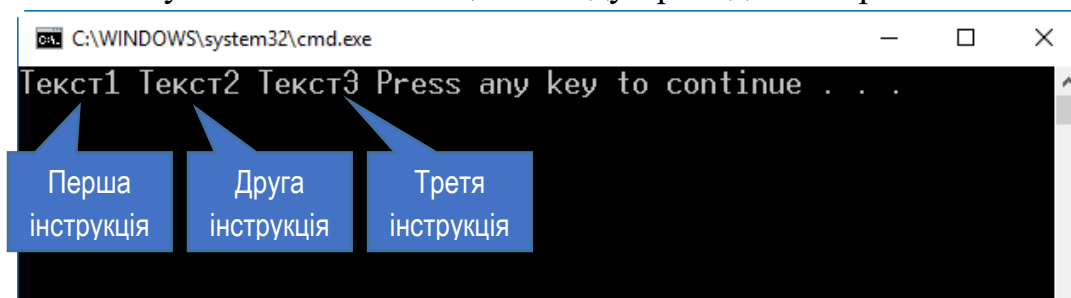 C:\WINDOWS\system32\cmd.exe
Текст1 Текст2 Текст3 Press any key to continue . . .
Перша
інструкція
Друга
інструкція
Третя
інструкція